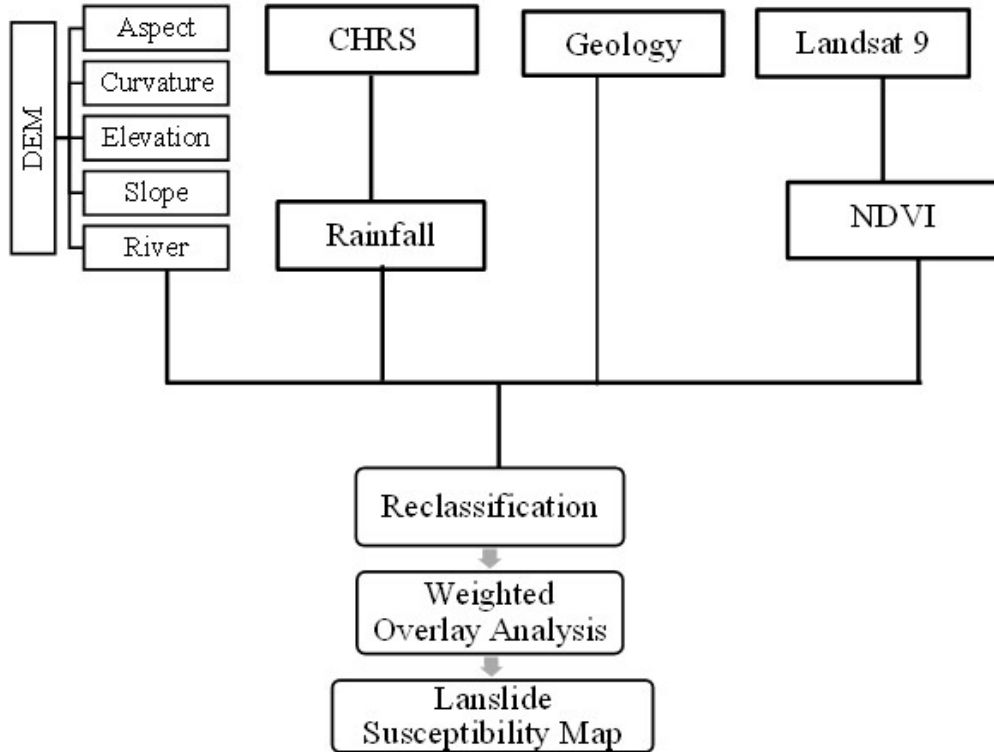 DEM
Aspect
Curvature
Elevation
Slope
River
CHRS
Rainfall
Geology
Landsat 9
NDVI
Reclassification
Weighted
Overlay Analysis
Lanslide
Susceptibility Map